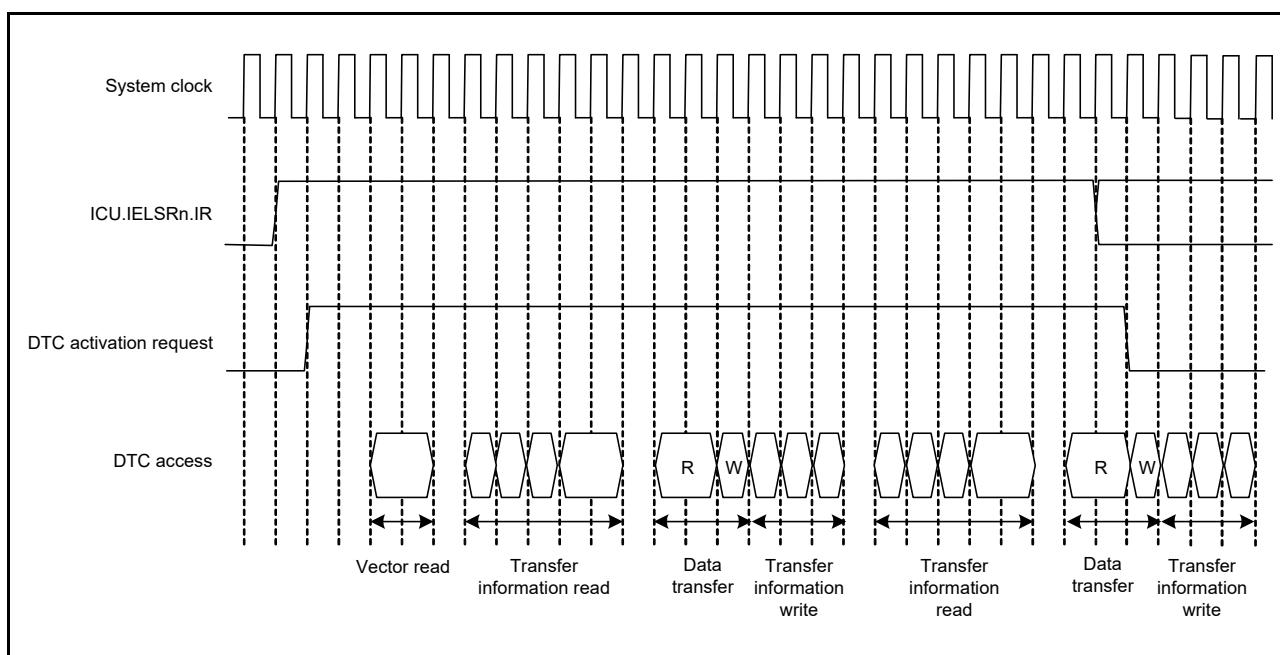 System clock
ICU.IELSRn.IR
DTC activation request
DTC access
R
W
R
W
Vector read
Transfer
information read
Data
transfer
Transfer
information
write
Transfer
information
read
Data
transfer
Transfer
information
write